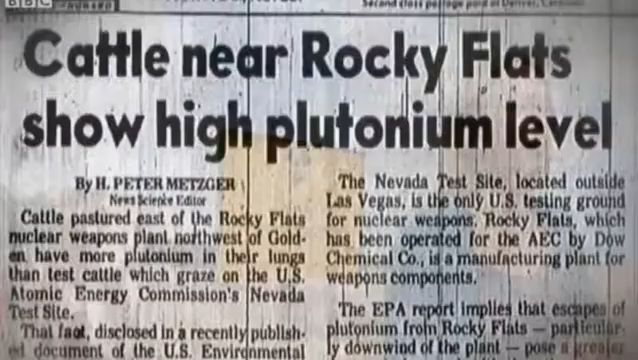 BBC
Second class postage paid at Denver,
Cattle near Rocky Flats
show high plutonium level
By H. PETER METZGER
News Science Editor
Cattle pastured east of the Rocky Flats
nuclear weapons plant northwest of Gold-
en have more plutonium in their lungs
than test cattle which graze on the U.S.
Atomic Energy Commission's Nevada
Test Site.
That fact, disclosed in a recently publish-
ed document of the U.S. Environmental
The Nevada Test Site, located outside
Las Vegas, is the only U.S. testing ground
for nuclear weapons. Rocky Flats, which
has been operated for the AEC by Dow
Chemical Co., is a manufacturing plant for
weapons components.
The EPA report implies that escapes of
plutonium from Rocky Flats — particular-
ly downwind of the plant — pose a greater